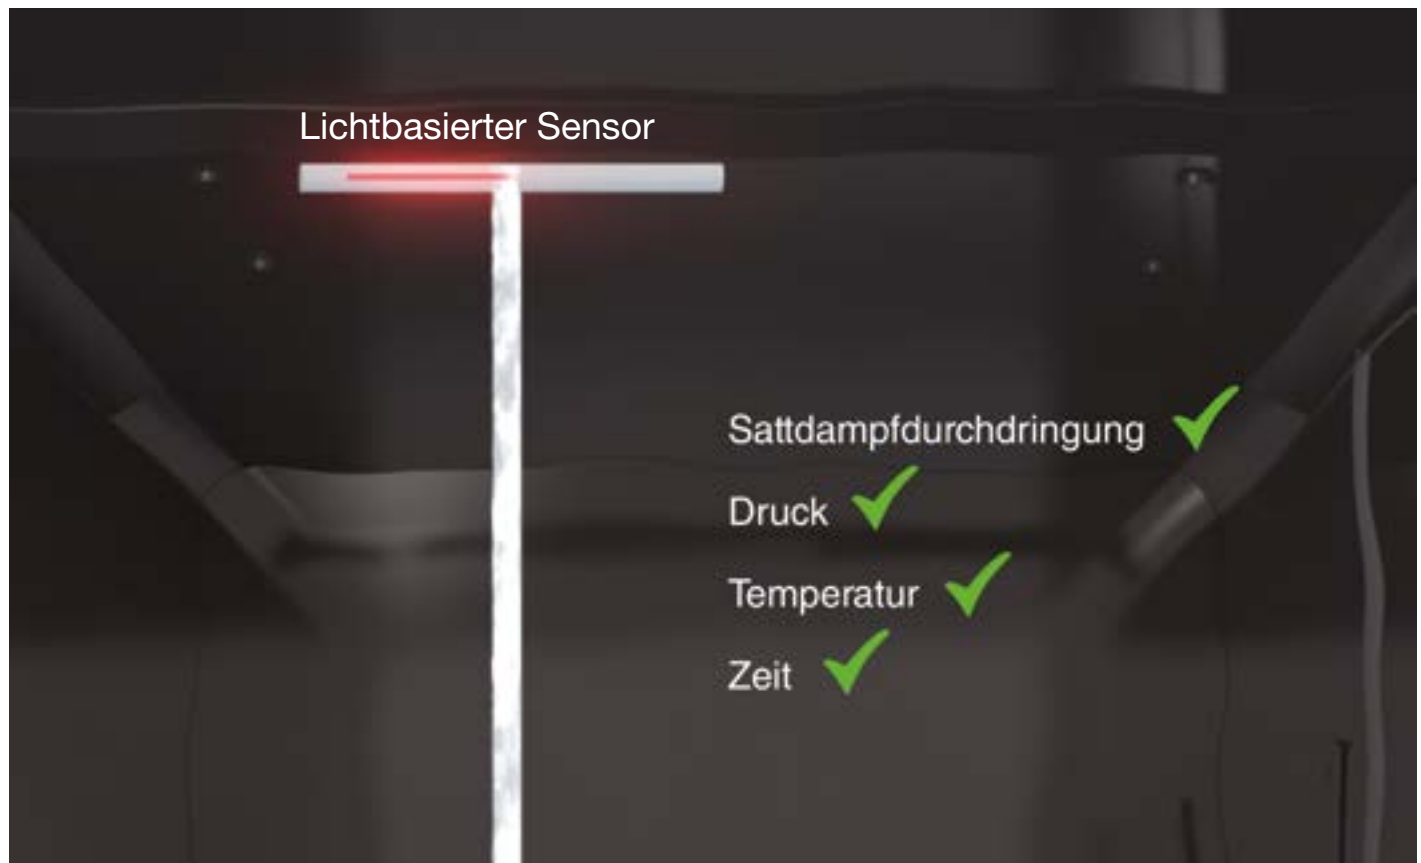 Lichtbasierter Sensor
Sattdampfdurchdringung
Druck
Temperatur
Zeit